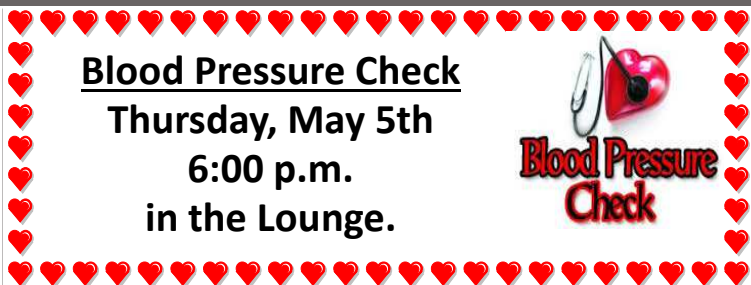 Blood Pressure Check
Thursday, May 5th
6:00 p.m.
in the Lounge.
Blood Pressure
Check